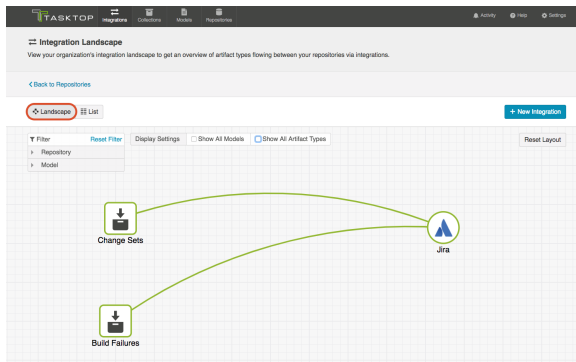 TASKTOP
Integrations
Collections
Models
Repositories
Activity
Help
Settings
Integration Landscape
View your organization's integration landscape to get an overview of artifact types flowing between your repositories via integrations.
Back to Repositories
Landscape
List
+ New Integration
Filter
Reset Filter
Display Settings
Show All Models
Show All Artifact Types
Reset Layout
Repository
Model
Change Sets
Jira
Build Failures